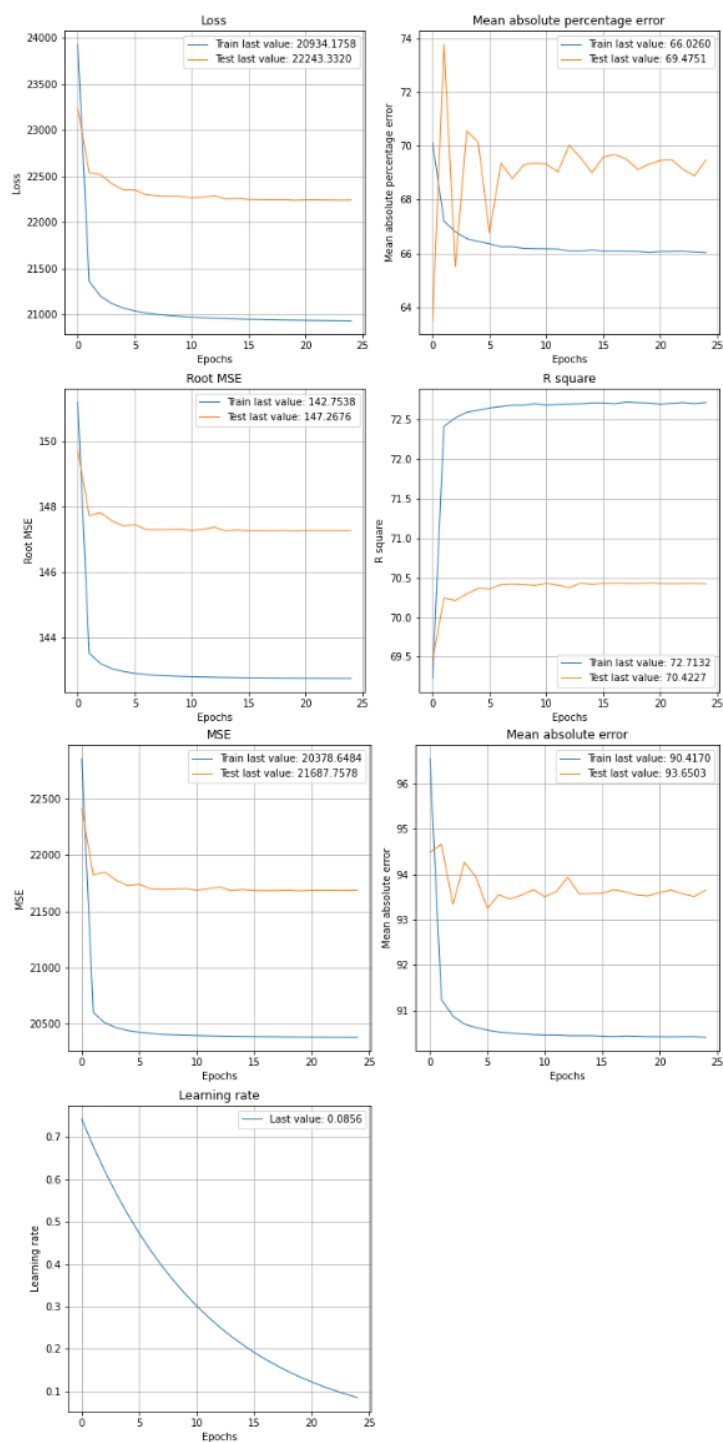 Loss
Train last value: 20934.1758
Test last value: 22243.3320
24000
23500
23000
22500
22000
21500
21000
Loss
0 5 10 15 20 25
Epochs
Mean absolute percentage error
Train last value: 66.0260
Test last value: 69.4751
74
72
70
68
66
64
Mean absolute percentage error
0 5 10 15 20 25
Epochs
Root MSE
Train last value: 142.7538
Test last value: 147.2676
150
148
146
144
Root MSE
0 5 10 15 20 25
Epochs
R square
72.5
72.0
71.5
71.0
70.5
70.0
69.5
R square
Train last value: 72.7132
Test last value: 70.4227
0 5 10 15 20 25
Epochs
MSE
Train last value: 20378.6484
Test last value: 21687.7578
22500
22000
21500
21000
20500
MSE
0 5 10 15 20 25
Epochs
Mean absolute error
Train last value: 90.4170
Test last value: 93.6503
96
95
94
93
92
91
Mean absolute error
0 5 10 15 20 25
Epochs
Learning rate
Last value: 0.0856
0.7
0.6
0.5
0.4
0.3
0.2
0.1
Learning rate
0 5 10 15 20 25
Epochs